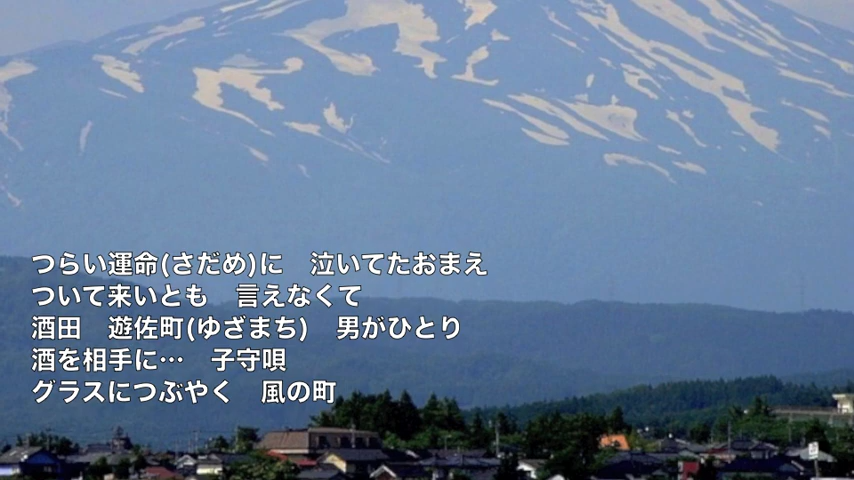 つらい運命(さだめ)に　泣いてたおまえ
ついて来いとも　言えなくて
酒田　遊佐町(ゆざまち)　男がひとり
酒を相手に…　子守唄
グラスにつぶやく　風の町